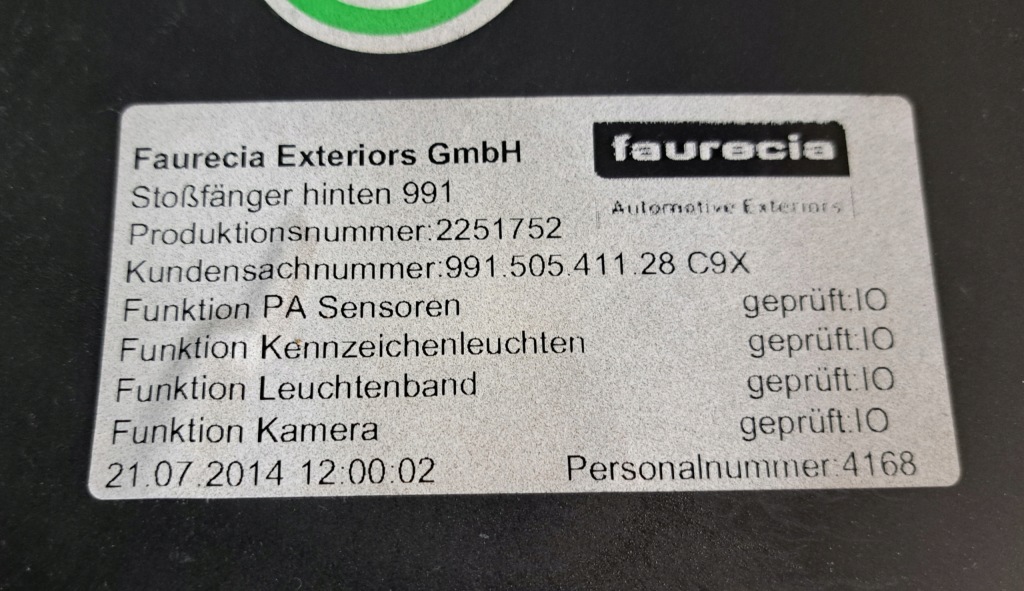 Faurecia Exteriors GmbH
faurecia
Stoßfänger hinten 991
Automotive Exteriors
Produktionsnummer:2251752
Kundensachnummer:991.505.411.28 C9X
Funktion PA Sensoren geprüft:IO
Funktion Kennzeichenleuchten geprüft:IO
Funktion Leuchtenband geprüft:IO
Funktion Kamera geprüft:IO
21.07.2014 12:00:02 Personalnummer:4168